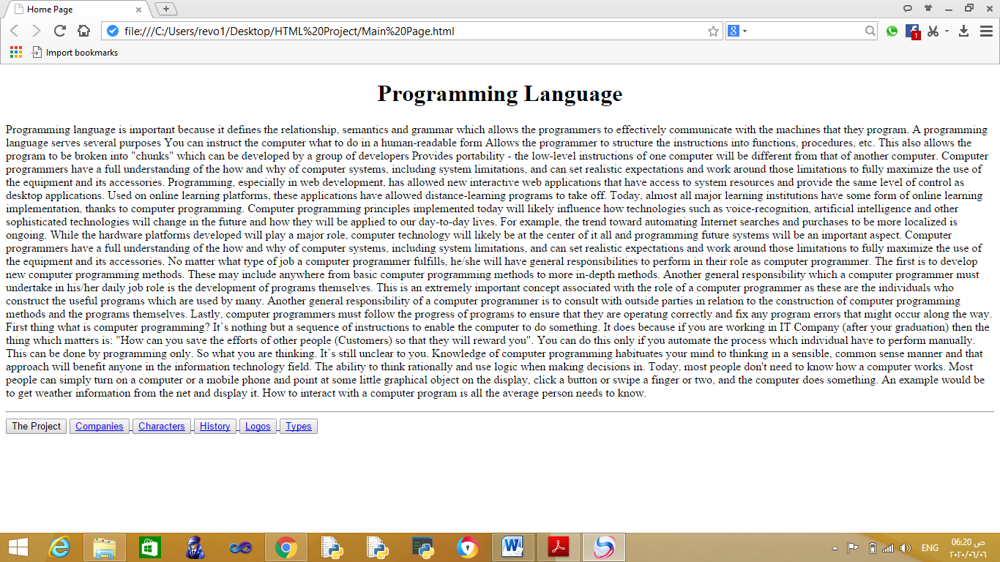 Home Page
file:///C:/Users/revo1/Desktop/HTML%20Project/Main%20Page.html
8
1
Import bookmarks
Programming Language
Programming language is important because it defines the relationship, semantics and grammar which allows the programmers to effectively communicate with the machines that they program. A programming
language serves several purposes You can instruct the computer what to do in a human-readable form Allows the programmer to structure the instructions into functions, procedures, etc. This also allows the
program to be broken into "chunks" which can be developed by a group of developers Provides portability - the low-level instructions of one computer will be different from that of another computer. Computer
programmers have a full understanding of the how and why of computer systems, including system limitations, and can set realistic expectations and work around those limitations to fully maximize the use of
the equipment and its accessories. Programming, especially in web development, has allowed new interactive web applications that have access to system resources and provide the same level of control as
desktop applications. Used on online learning platforms, these applications have allowed distance-learning programs to take off. Today, almost all major learning institutions have some form of online learning
implementation, thanks to computer programming. Computer programming principles implemented today will likely influence how technologies such as voice-recognition, artificial intelligence and other
sophisticated technologies will change in the future and how they will be applied to our day-to-day lives. For example, the trend toward automating Internet searches and purchases to be more localized is
ongoing. While the hardware platforms developed will play a major role, computer technology will likely be at the center of it all and programming future systems will be an important aspect. Computer
programmers have a full understanding of the how and why of computer systems, including system limitations, and can set realistic expectations and work around those limitations to fully maximize the use of
the equipment and its accessories. No matter what type of job a computer programmer fulfills, he/she will have general responsibilities to perform in their role as computer programmer. The first is to develop
new computer programming methods. These may include anywhere from basic computer programming methods to more in-depth methods. Another general responsibility which a computer programmer must
undertake in his/her daily job role is the development of programs themselves. This is an extremely important concept associated with the role of a computer programmer as these are the individuals who
construct the useful programs which are used by many. Another general responsibility of a computer programmer is to consult with outside parties in relation to the construction of computer programming
methods and the programs themselves. Lastly, computer programmers must follow the progress of programs to ensure that they are operating correctly and fix any program errors that might occur along the way.
First thing what is computer programming? It`s nothing but a sequence of instructions to enable the computer to do something. It does because if you are working in IT Company (after your graduation) then the
thing which matters is: "How can you save the efforts of other people (Customers) so that they will reward you". You can do this only if you automate the process which individual have to perform manually.
This can be done by programming only. So what you are thinking. It`s still unclear to you. Knowledge of computer programming habituates your mind to thinking in a sensible, common sense manner and that
approach will benefit anyone in the information technology field. The ability to think rationally and use logic when making decisions in. Today, most people don't need to know how a computer works. Most
people can simply turn on a computer or a mobile phone and point at some little graphical object on the display, click a button or swipe a finger or two, and the computer does something. An example would be
to get weather information from the net and display it. How to interact with a computer program is all the average person needs to know.
The Project Companies Characters History Logos Types
ENG
06:20 ص
٢٠٢٠/٠٦/٠٦